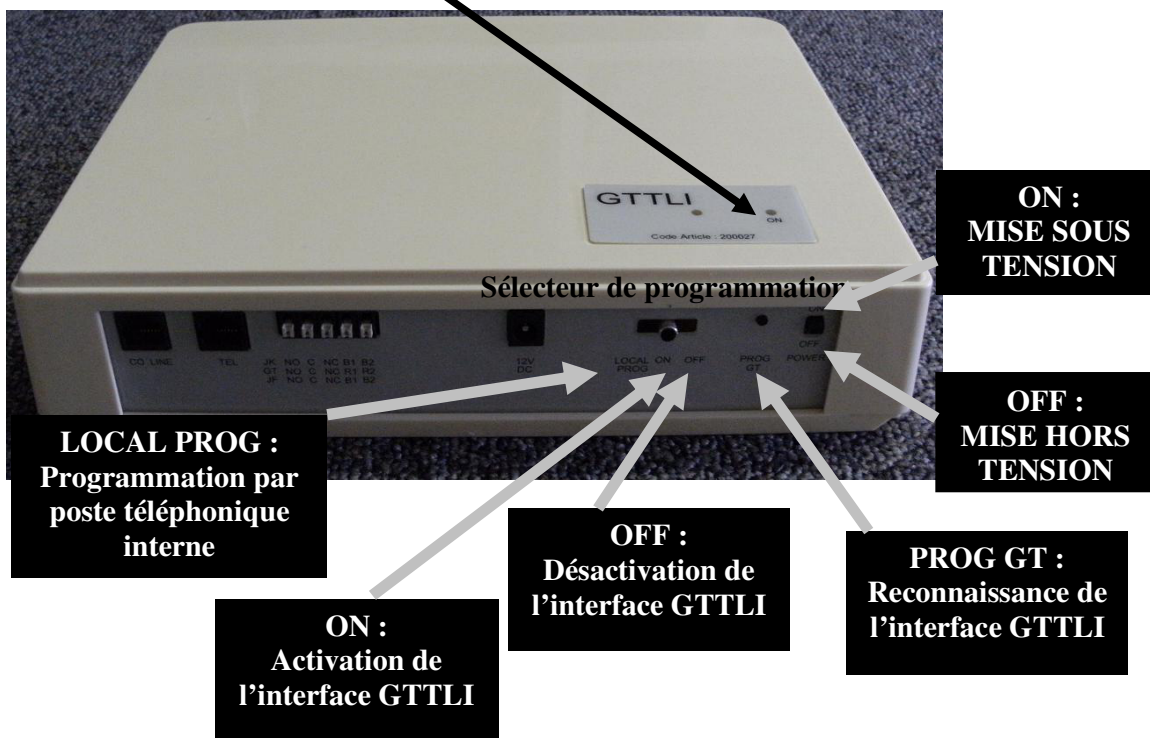 GTTLI
ON
Code Article : 200027
Sélecteur de programmation
ON
OFF
CO LINE
TEL
JK NO C NC B1 B2
GT NO C NC R1 R2
JF NO C NC B1 B2
12V
DC
LOCAL ON OFF
PROG
PROG
GT
POWER
ON :
MISE SOUS
TENSION
OFF :
MISE HORS
TENSION
LOCAL PROG :
Programmation par
poste téléphonique
interne
ON :
Activation de
l’interface GTTLI
OFF :
Désactivation de
l’interface GTTLI
PROG GT :
Reconnaissance de
l’interface GTTLI